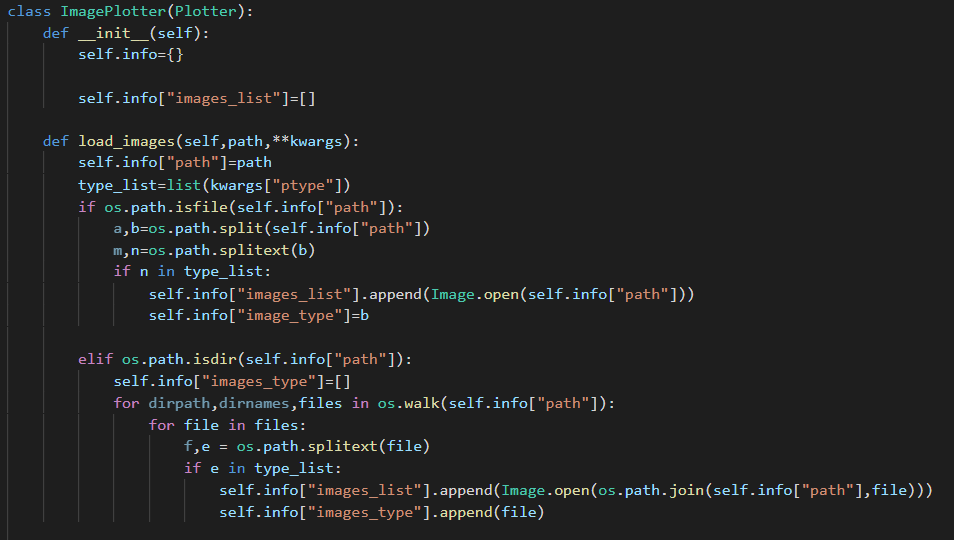 class ImagePlotter(Plotter):
    def __init__(self):
        self.info={}

        self.info["images_list"]=[]

    def load_images(self,path,**kwargs):
        self.info["path"]=path
        type_list=list(kwargs["ptype"])
        if os.path.isfile(self.info["path"]):
            a,b=os.path.split(self.info["path"])
            m,n=os.path.splitext(b)
            if n in type_list:
                self.info["images_list"].append(Image.open(self.info["path"]))
                self.info["image_type"]=b

        elif os.path.isdir(self.info["path"]):
            self.info["images_type"]=[]
            for dirpath,dirnames,files in os.walk(self.info["path"]):
                for file in files:
                    f,e = os.path.splitext(file)
                    if e in type_list:
                        self.info["images_list"].append(Image.open(os.path.join(self.info["path"],file)))
                        self.info["images_type"].append(file)